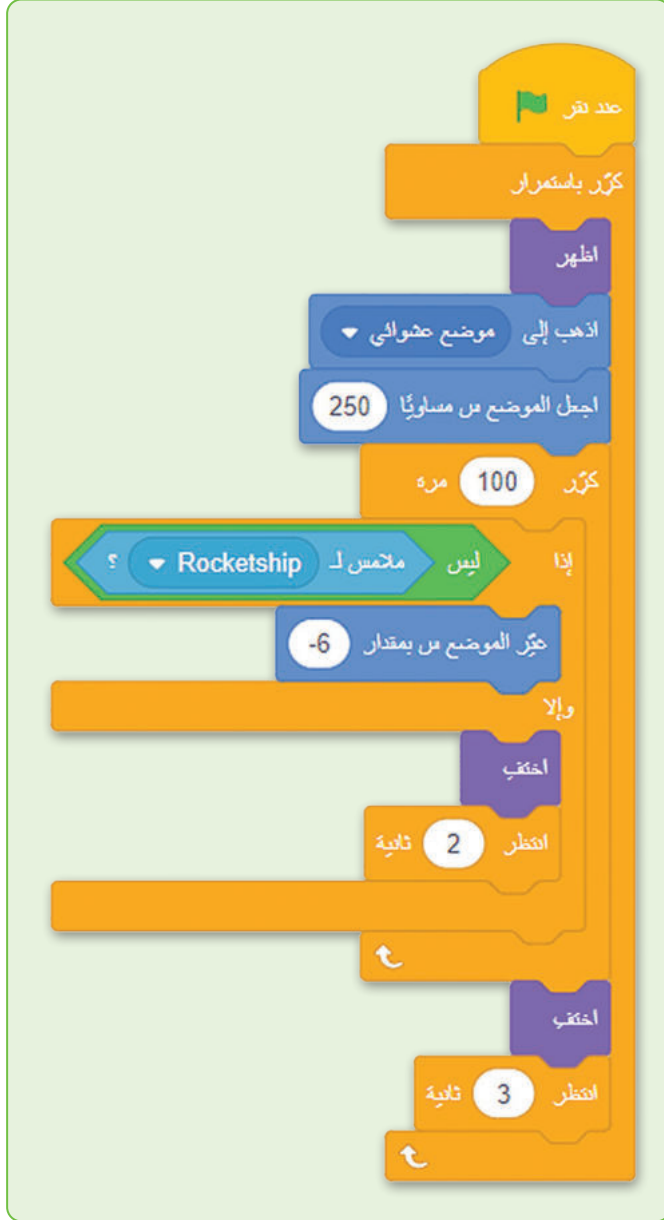 عند نقر
كرّر باستمرار
اظهر
اذهب إلى موضع عشوائي
اجعل الموضع س مساويًا 250
كرّر 100 مره
إذا ليس ملامس لـ Rocketship ؟
غيّر الموضع س بمقدار -6
وإلا
اختفِ
انتظر 2 ثانية
اختفِ
انتظر 3 ثانية